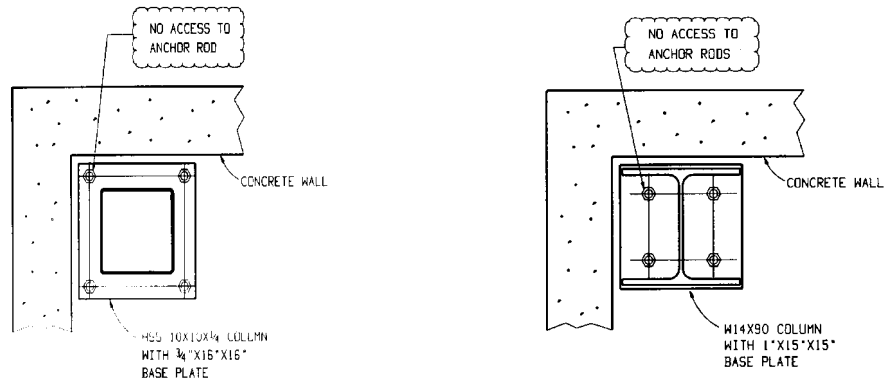 NO ACCESS TO
ANCHOR ROD
CONCRETE WALL
HSS 10X10X¼ COLUMN
WITH ¾"X16"X16"
BASE PLATE
NO ACCESS TO
ANCHOR RODS
CONCRETE WALL
W14X90 COLUMN
WITH 1"X15"X15"
BASE PLATE